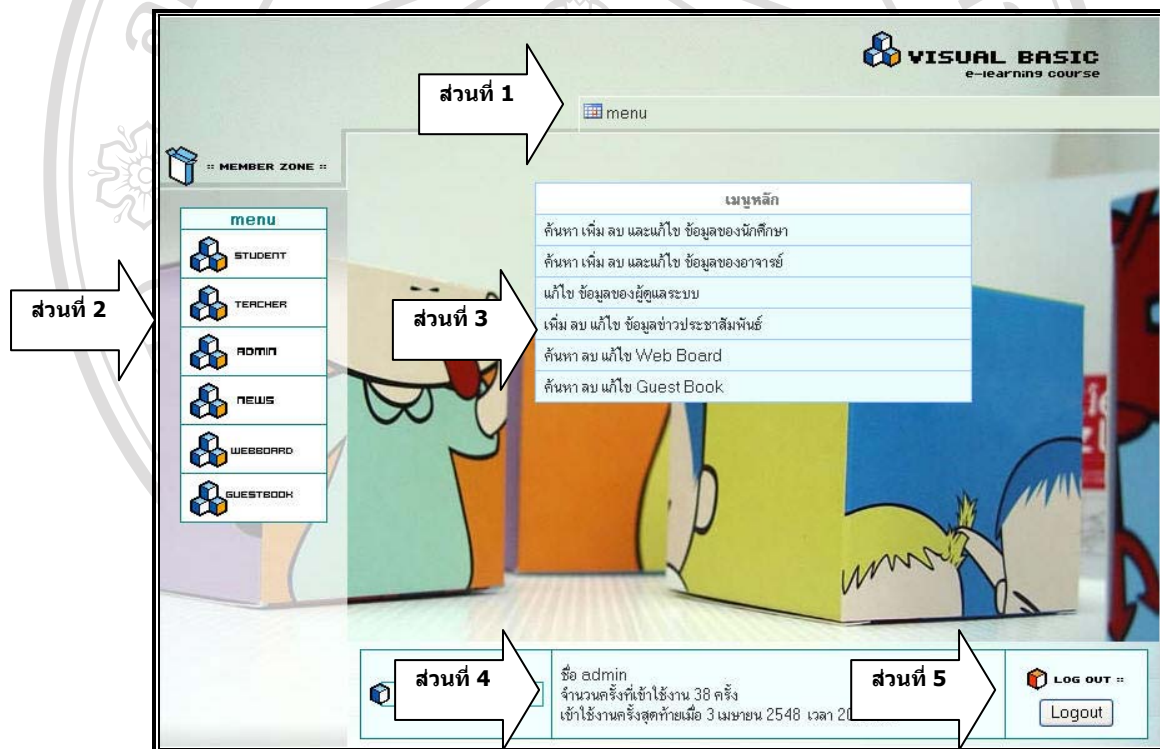 VISUAL BASIC
e-learning course
ส่วนที่ 1
menu
:: MEMBER ZONE ::
menu
STUDENT
TEACHER
ADMIN
NEWS
WEBBOARD
GUESTBOOK
ส่วนที่ 2
เมนูหลัก
ค้นหา เพิ่ม ลบ และแก้ไข ข้อมูลของนักศึกษา
ค้นหา เพิ่ม ลบ และแก้ไข ข้อมูลของอาจารย์
แก้ไข ข้อมูลของผู้ดูแลระบบ
เพิ่ม ลบ แก้ไข ข้อมูลข่าวประชาสัมพันธ์
ค้นหา ลบ แก้ไข Web Board
ค้นหา ลบ แก้ไข Guest Book
ส่วนที่ 3
ส่วนที่ 4
ชื่อ admin
จำนวนครั้งที่เข้าใช้งาน 38 ครั้ง
เข้าใช้งานครั้งสุดท้ายเมื่อ 3 เมษายน 2548 เวลา
ส่วนที่ 5
LOG OUT ::
Logout